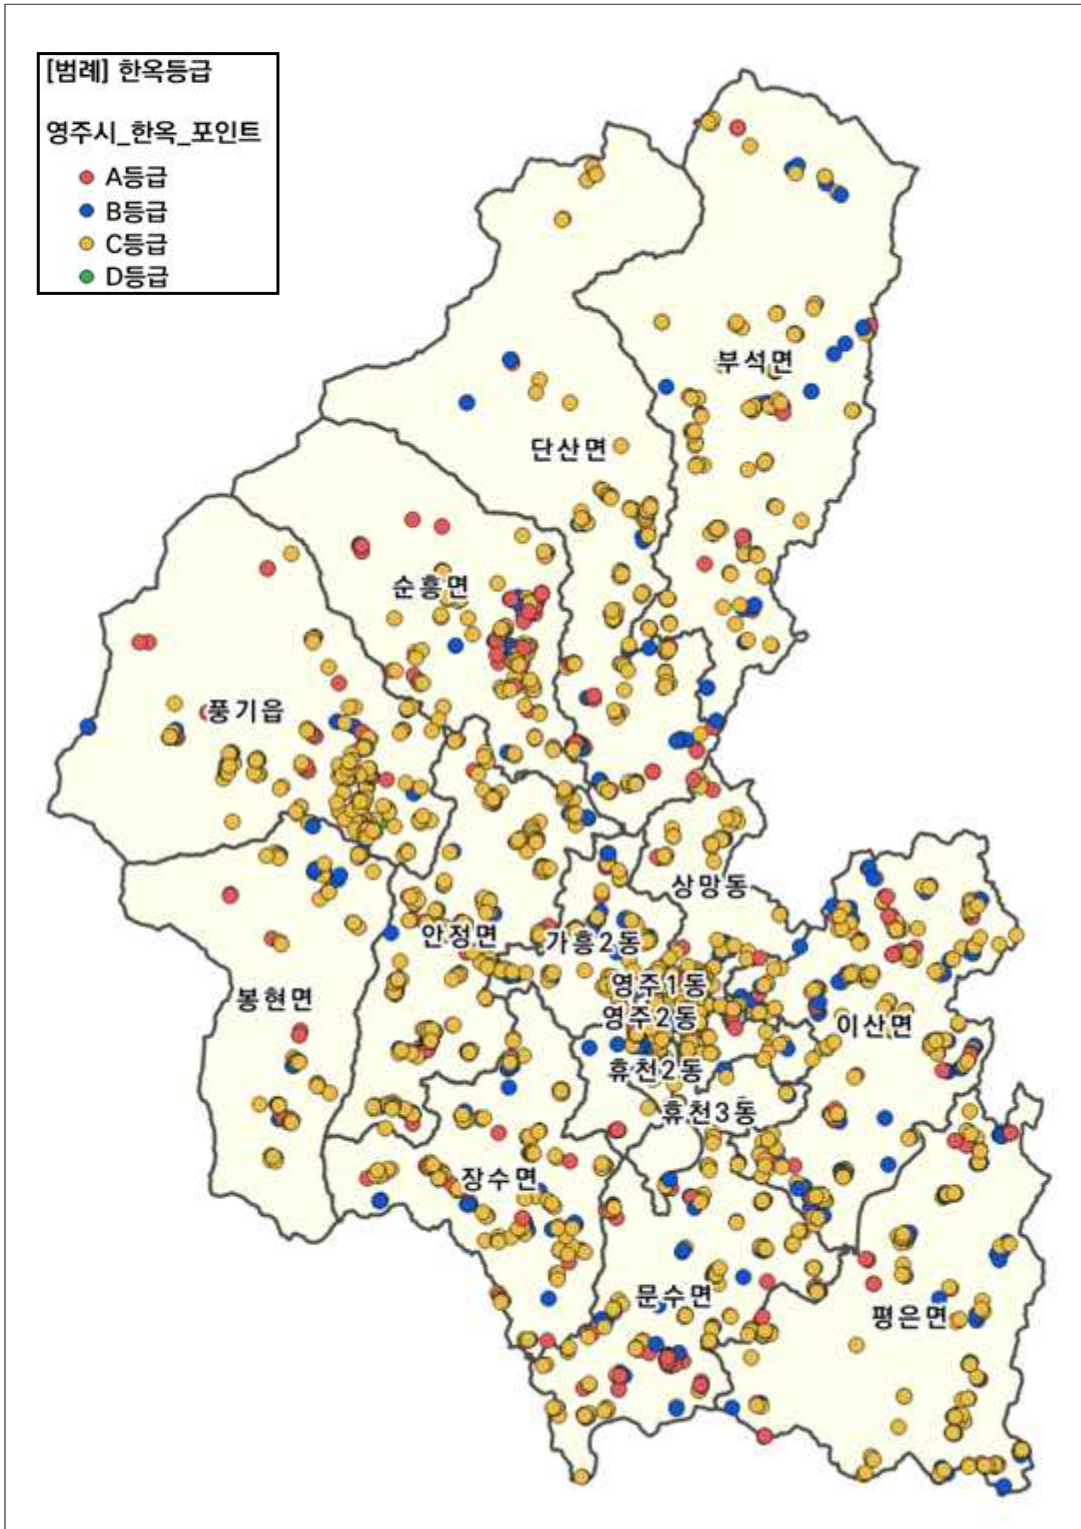 [범례] 한옥등급
영주시_한옥_포인트
A등급
B등급
C등급
D등급
부석면
단산면
순흥면
풍기읍
상망동
안정면
가흥2동
영주1동
봉현면
영주2동
이산면
휴천2동
휴천3동
장수면
문수면
평은면